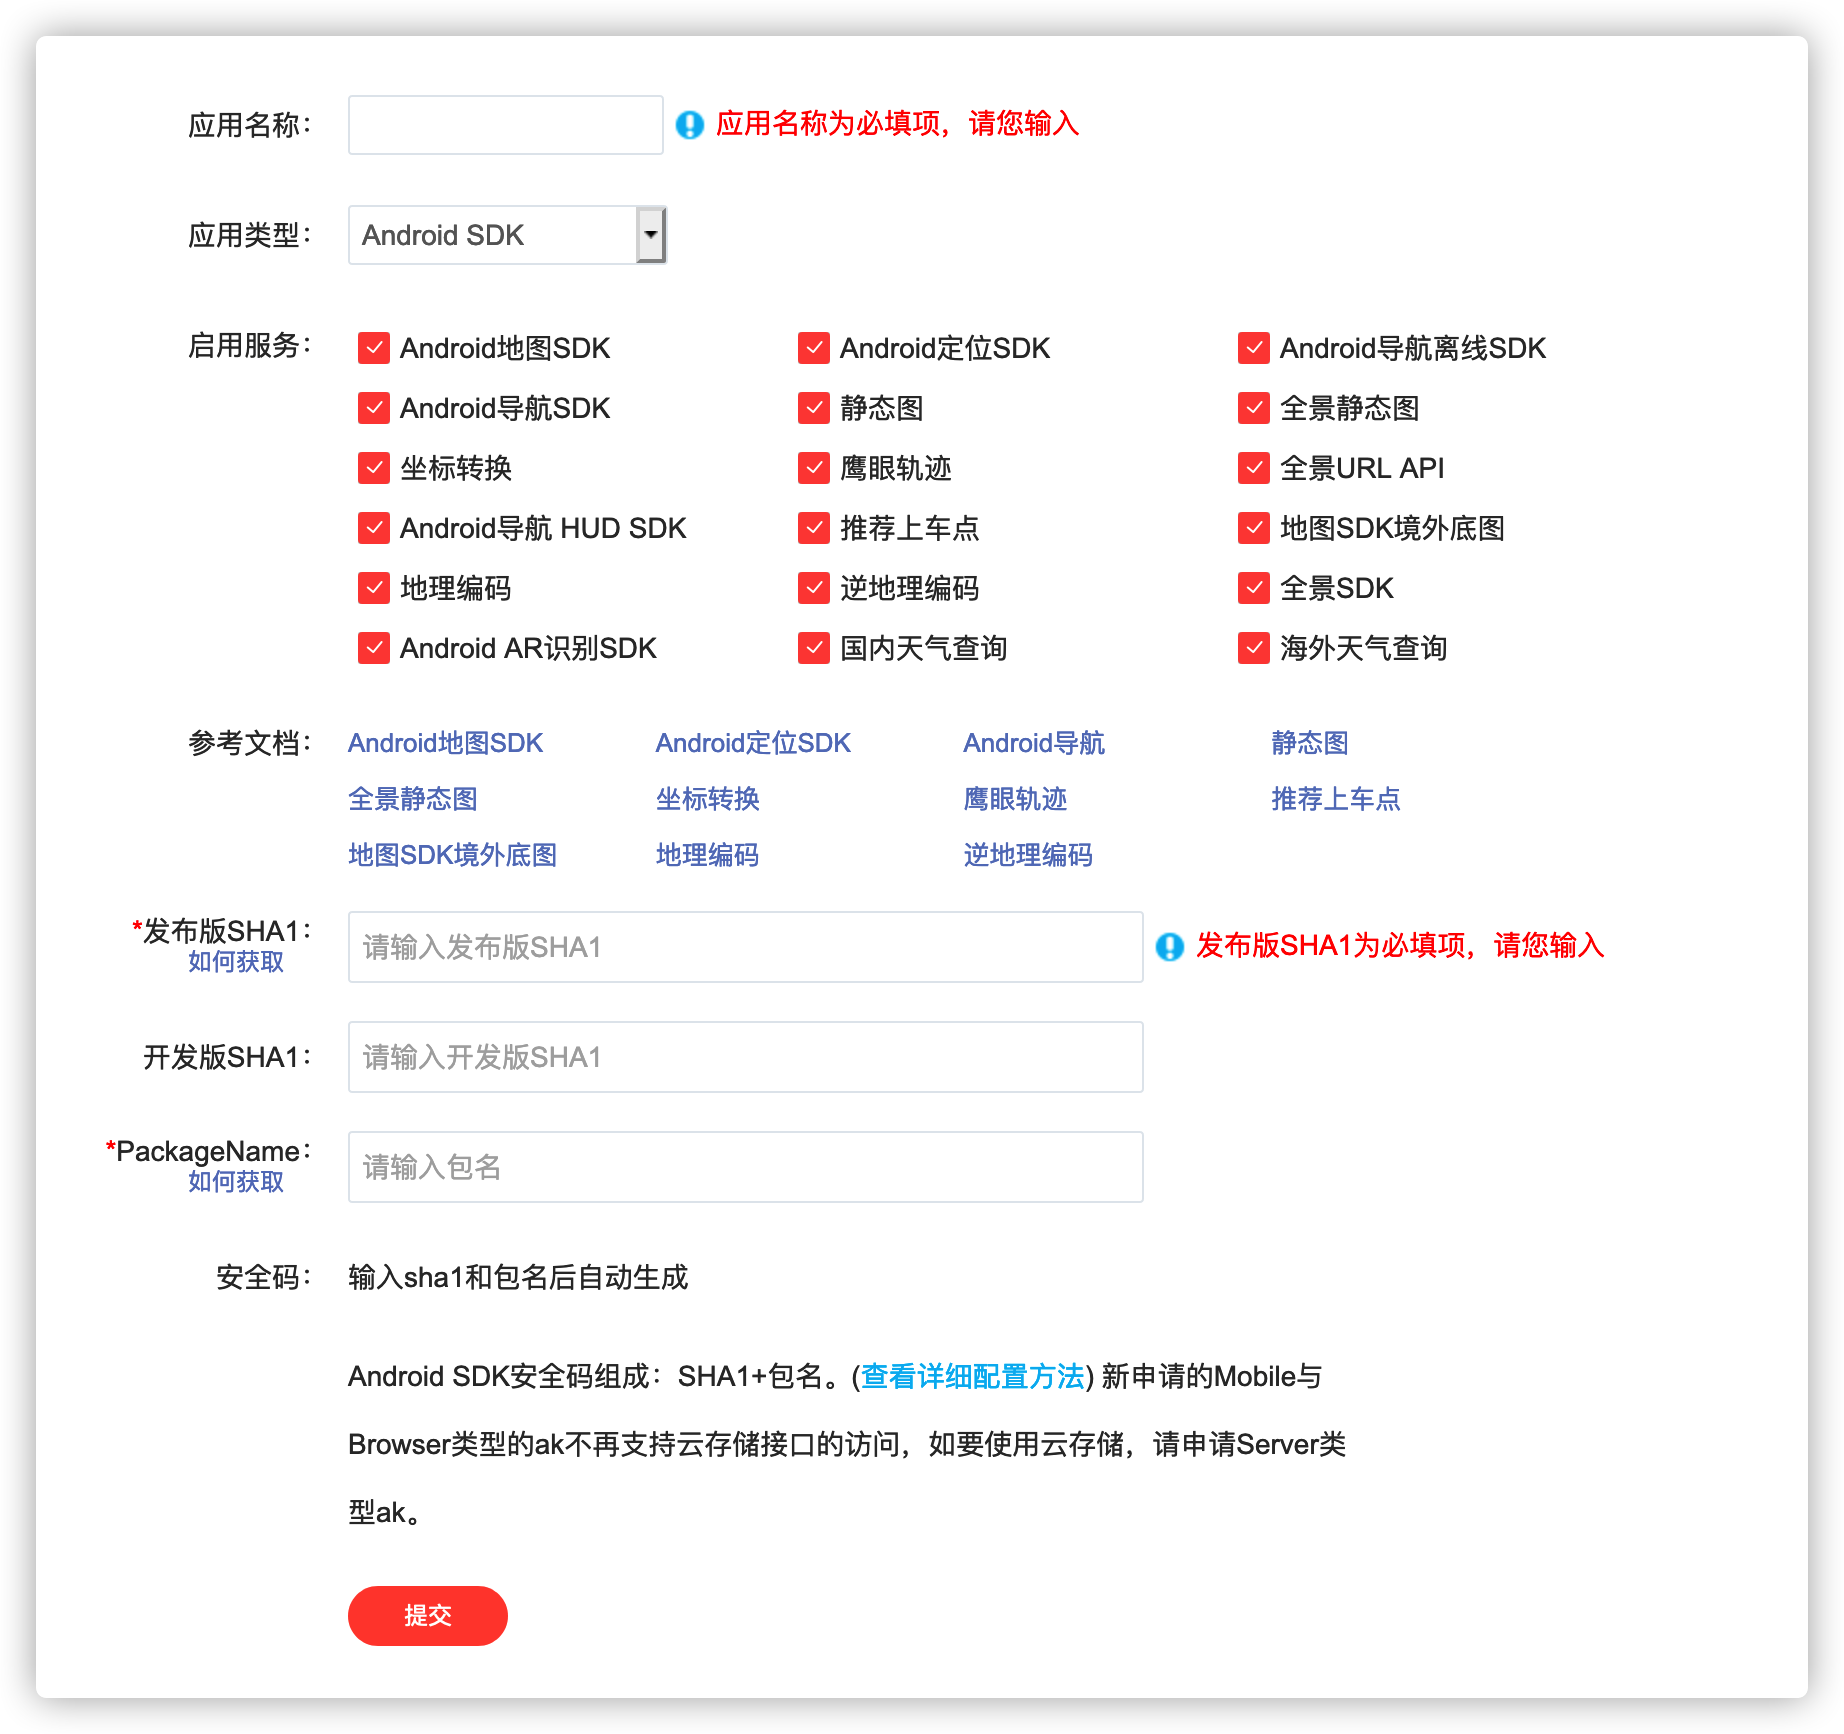 应用名称： 应用名称为必填项，请您输入
应用类型： Android SDK
启用服务： Android地图SDK Android定位SDK Android导航离线SDK
Android导航SDK 静态图 全景静态图
坐标转换 鹰眼轨迹 全景URL API
Android导航 HUD SDK 推荐上车点 地图SDK境外底图
地理编码 逆地理编码 全景SDK
Android AR识别SDK 国内天气查询 海外天气查询
参考文档： Android地图SDK Android定位SDK Android导航 静态图
全景静态图 坐标转换 鹰眼轨迹 推荐上车点
地图SDK境外底图 地理编码 逆地理编码
*发布版SHA1： 请输入发布版SHA1 发布版SHA1为必填项，请您输入
如何获取
开发版SHA1： 请输入开发版SHA1
*PackageName： 请输入包名
如何获取
安全码： 输入sha1和包名后自动生成
Android SDK安全码组成：SHA1+包名。(查看详细配置方法) 新申请的Mobile与
Browser类型的ak不再支持云存储接口的访问，如要使用云存储，请申请Server类
型ak。
提交